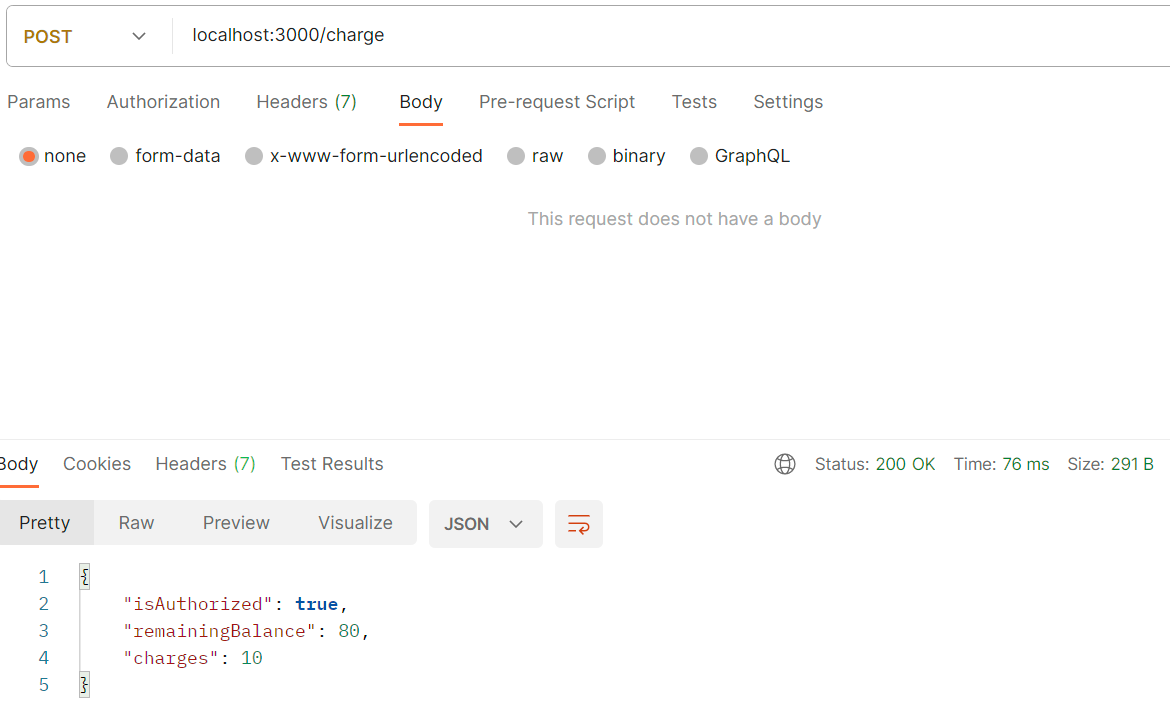 POST localhost:3000/charge
Params Authorization Headers (7) Body Pre-request Script Tests Settings
none form-data x-www-form-urlencoded raw binary GraphQL
This request does not have a body
Body Cookies Headers (7) Test Results Status: 200 OK Time: 76 ms Size: 291 B
Pretty Raw Preview Visualize JSON
1 {
2 "isAuthorized": true,
3 "remainingBalance": 80,
4 "charges": 10
5 }